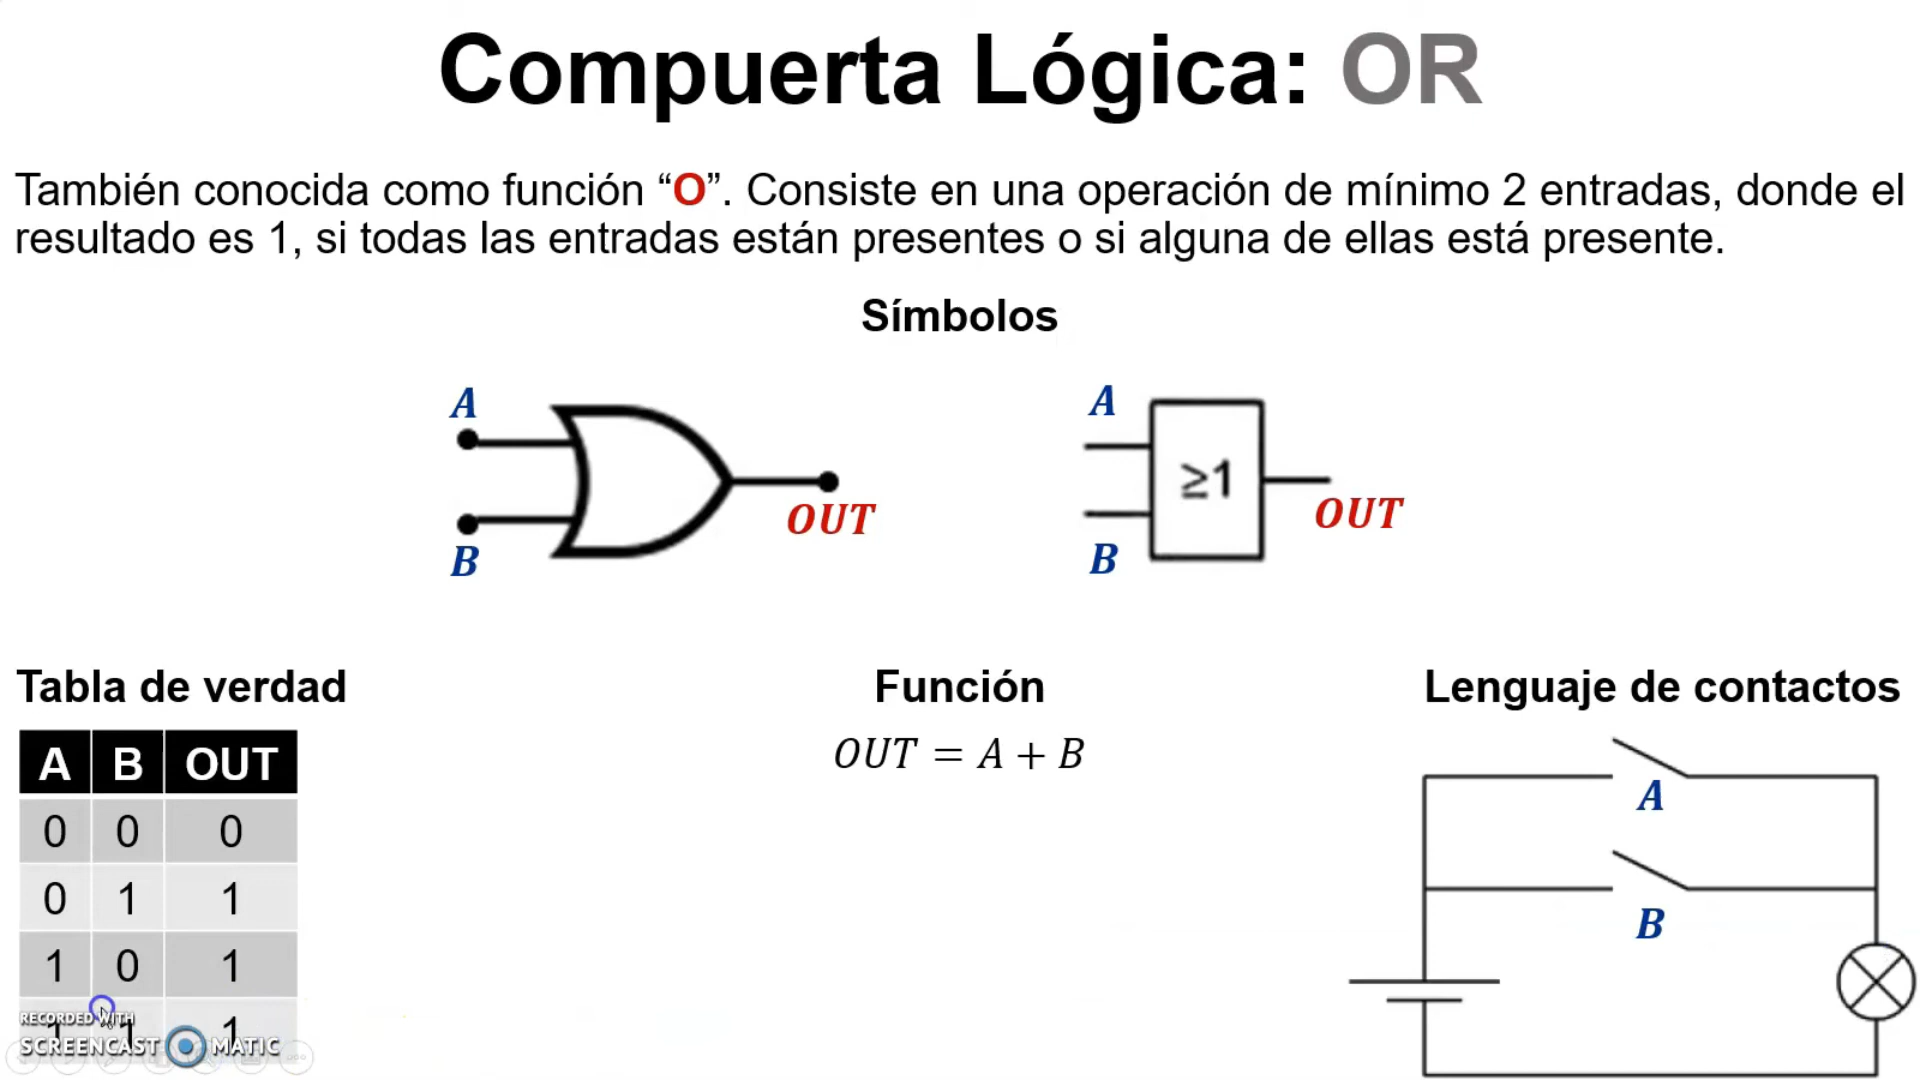 Compuerta Lógica: OR
También conocida como función “O”. Consiste en una operación de mínimo 2 entradas, donde el
resultado es 1, si todas las entradas están presentes o si alguna de ellas está presente.
Símbolos
A
B
OUT
A
B
≥1
OUT
Tabla de verdad
A B OUT
0 0 0
0 1 1
1 0 1
1 1 1
RECORDED WITH
SCREENCAST MATIC
Función
OUT = A + B
Lenguaje de contactos
A
B